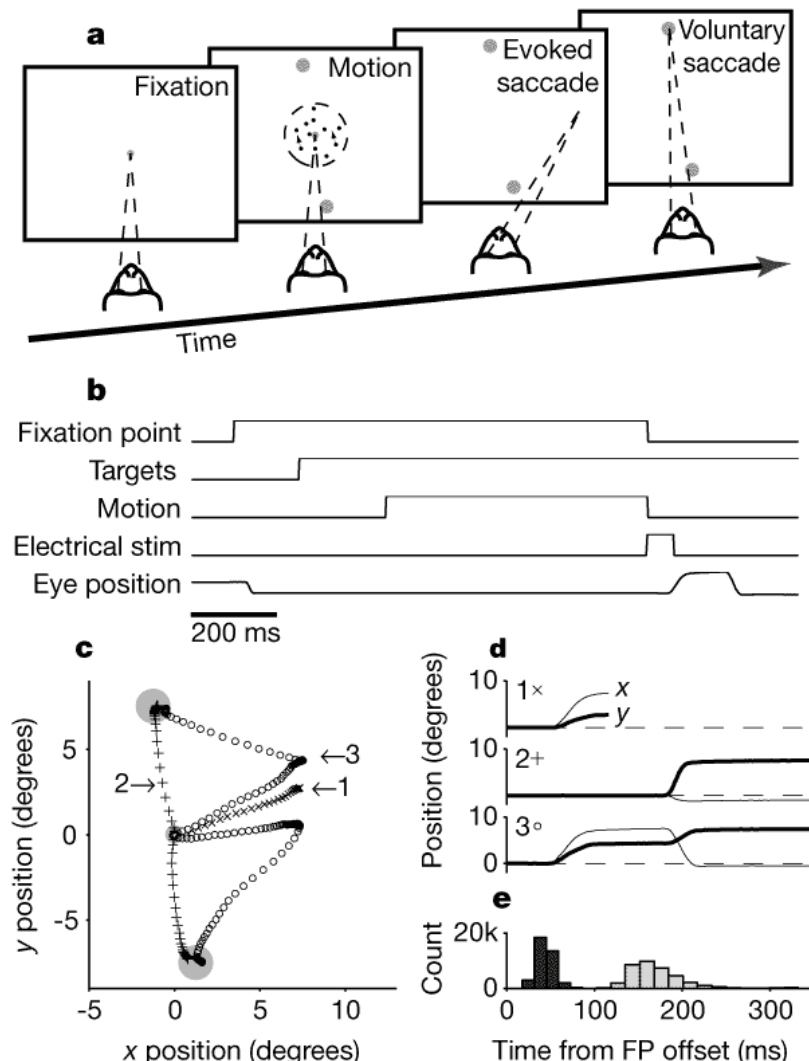 a
Fixation
Motion
Evoked
saccade
Voluntary
saccade
Time
b
Fixation point
Targets
Motion
Electrical stim
Eye position
200 ms
c
y position (degrees)
5
0
-5
-5
0
5
10
x position (degrees)
2→
←3
←1
d
Position (degrees)
10
0
1×
x
y
10
0
2+
10
0
3○
e
Count
20k
0
0
100
200
300
Time from FP offset (ms)